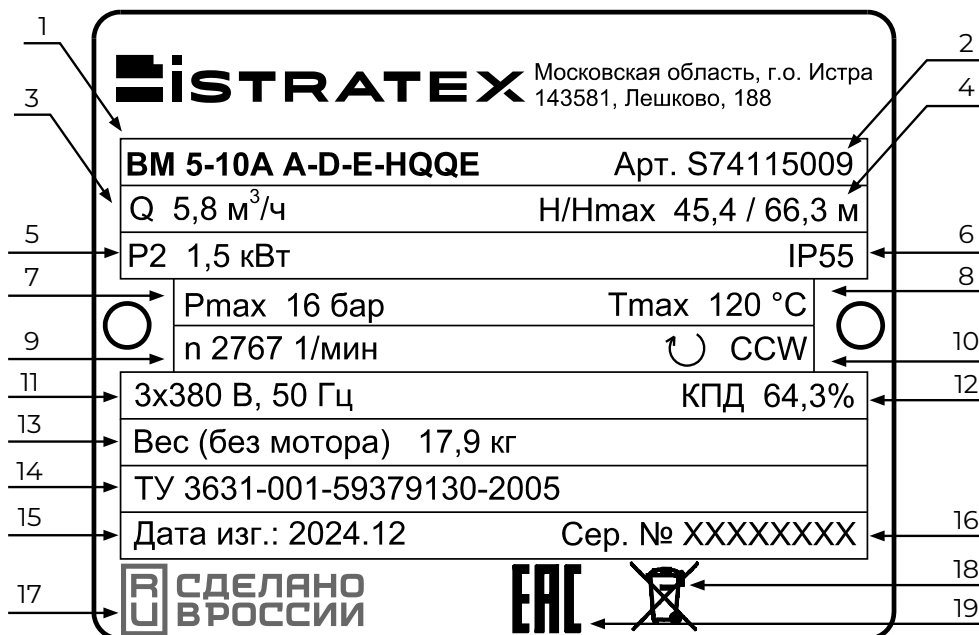 1
2
3
4
ISTRATEX
Московская область, г.о. Истра
143581, Лешково, 188
ВМ 5-10А A-D-E-HQQE Арт. S74115009
Q 5,8 м³/ч H/Hmax 45,4 / 66,3 м
5
6
P2 1,5 кВт IP55
7
8
Pmax 16 бар Tmax 120 °C
9
10
n 2767 1/мин CCW
11
12
3x380 В, 50 Гц КПД 64,3%
13
Вес (без мотора) 17,9 кг
14
ТУ 3631-001-59379130-2005
15
16
Дата изг.: 2024.12 Сер. № XXXXXXXX
17
18
19
RU СДЕЛАНО
В РОССИИ
EAC